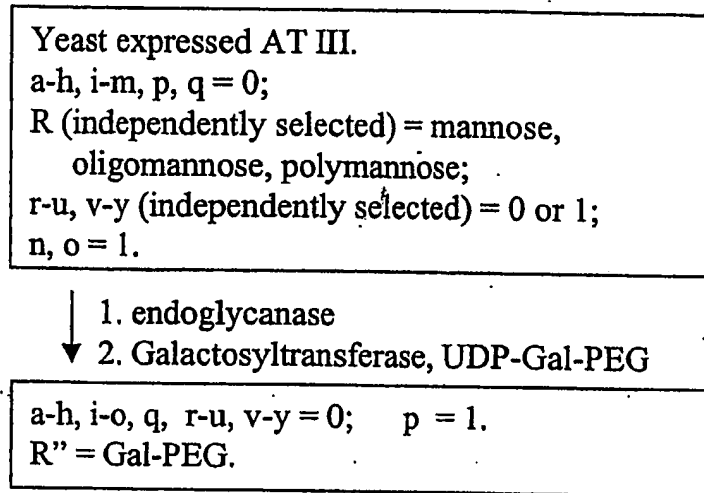 Yeast expressed AT III.
a-h, i-m, p, q = 0;
R (independently selected) = mannose,
oligomannose, polymannose;
r-u, v-y (independently selected) = 0 or 1;
n, o = 1.
1. endoglycanase
2. Galactosyltransferase, UDP-Gal-PEG
a-h, i-o, q, r-u, v-y = 0; p = 1.
R” = Gal-PEG.